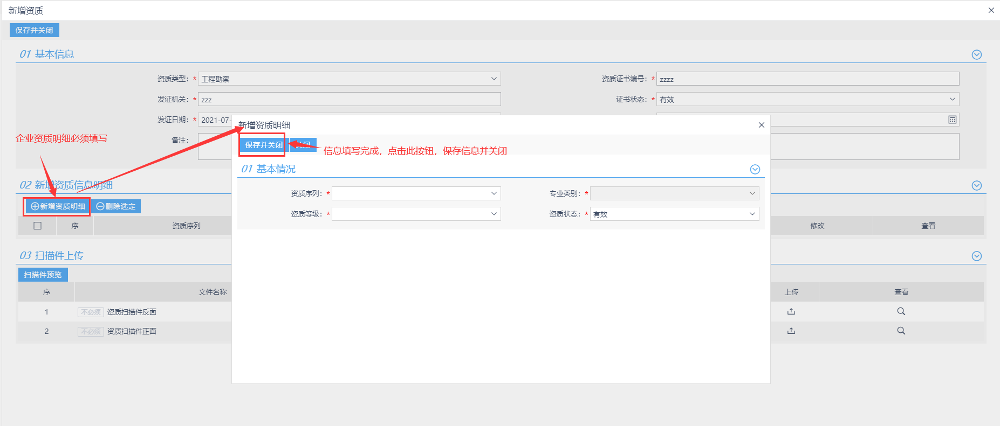 新增资质
保存并关闭
01 基本信息
资质类型：* 工程勘察
资质证书编号：* zzzz
发证机关：* zzz
证书状态：* 有效
发证日期：* 2021-07-
备注：
企业资质明细必须填写
新增资质明细
保存并关闭 关闭
信息填写完成，点击此按钮，保存信息并关闭
01 基本情况
资质序列：*
专业类别：*
资质等级：*
资质状态：* 有效
02 新增资质信息明细
新增资质明细 删除选定
序 资质序列 修改 查看
03 扫描件上传
扫描件预览
序 文件名称 上传 查看
1 不必须 资质扫描件反面
2 不必须 资质扫描件正面